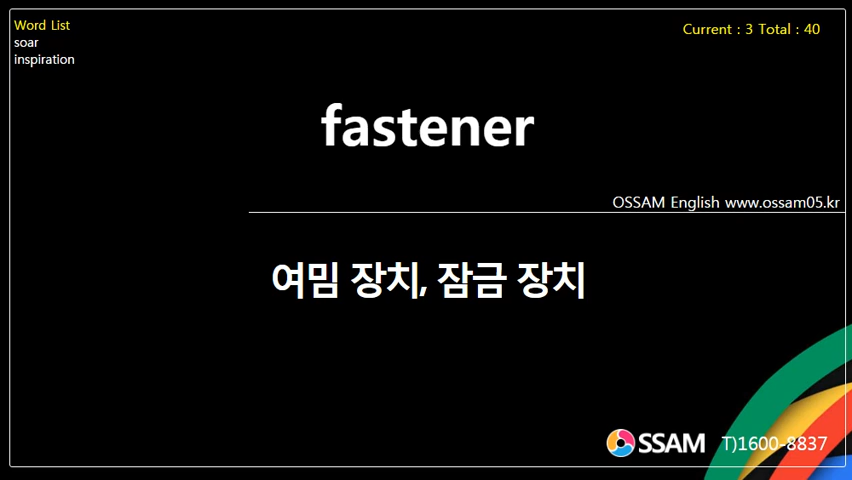 Word List
soar
inspiration
Current : 3 Total : 40
fastener
OSSAM English www.ossam05.kr
여밈 장치, 잠금 장치
OSSAM T)1600-8837